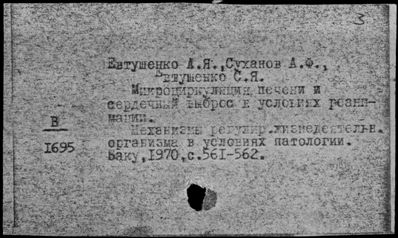 3
Евтушенко А.Я., Суханов А.Ф.,
Евтушенко С.Я.
Микроциркуляция печени и
сердечный выброс в условиях реани-
мации.
В
1695
Механизмы регулир. жизнедеятельн.
организма в условиях патологии.
Баку, 1970, с. 561-562.